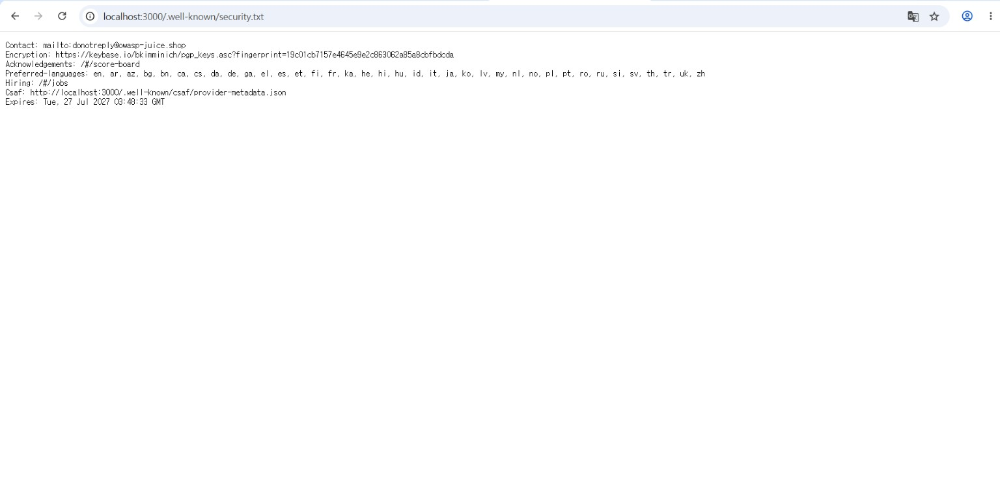 localhost:3000/.well-known/security.txt
Contact: mailto:donotreply@owasp-juice.shop
Encryption: https://keybase.io/bkimminich/pgp_keys.asc?fingerprint=19c01cb7157e4645e9e2c863062a85a8cbfbdcda
Acknowledgements: /#/score-board
Preferred-languages: en, ar, az, bg, bn, ca, cs, da, de, ga, el, es, et, fi, fr, ka, he, hi, hu, id, it, ja, ko, lv, my, nl, no, pl, pt, ro, ru, si, sv, th, tr, uk, zh
Hiring: /#/jobs
Csaf: http://localhost:3000/.well-known/csaf/provider-metadata.json
Expires: Tue, 27 Jul 2027 03:48:33 GMT